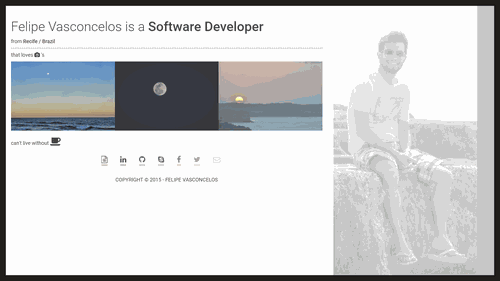 Felipe Vasconcelos is a Software Developer
from Recife / Brazil
that loves 's
can't live without
COPYRIGHT © 2015 - FELIPE VASCONCELOS